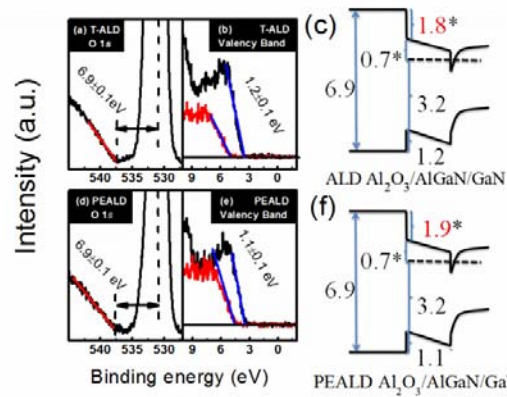 Intensity (a.u.)
(a) T-ALD
O 1s
6.9±0.1eV
(b) T-ALD
Valency Band
1.2±0.1 eV
(c)
1.8*
0.7*
6.9
3.2
1.2
ALD Al₂O₃/AlGaN/GaN
(d) PEALD
O 1s
6.9±0.1 eV
(e) PEALD
Valency Band
1.1±0.1 eV
540 535 530 9 6 3 0
540 535 530 9 6 3 0
Binding energy (eV)
(f)
1.9*
0.7*
6.9
3.2
1.1
PEALD Al₂O₃/AlGaN/Ga